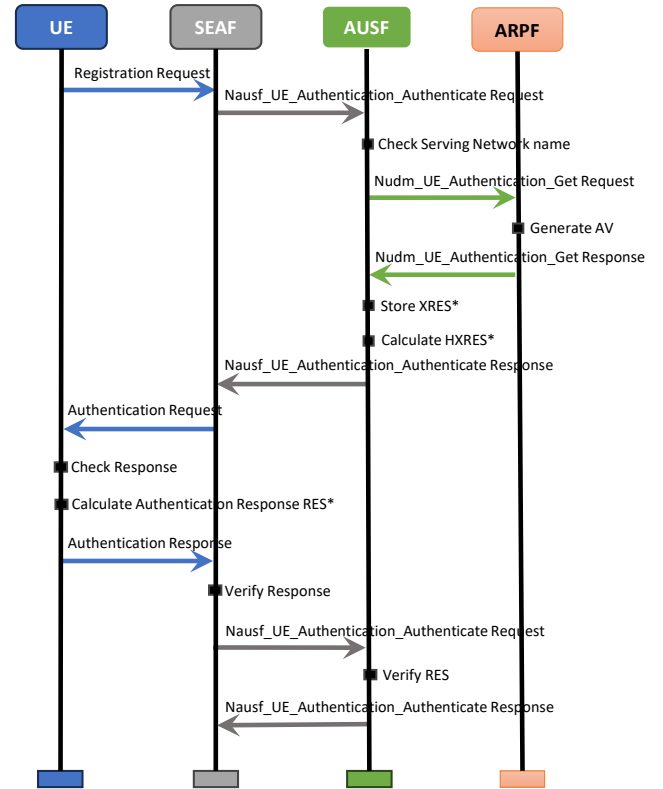 UE
SEAF
AUSF
ARPF
Registration Request
Nausf_UE_Authentication_Authenticate Request
Check Serving Network name
Nudm_UE_Authentication_Get Request
Generate AV
Nudm_UE_Authentication_Get Response
Store XRES*
Calculate HXRES*
Nausf_UE_Authentication_Authenticate Response
Authentication Request
Check Response
Calculate Authentication Response RES*
Authentication Response
Verify Response
Nausf_UE_Authentication_Authenticate Request
Verify RES
Nausf_UE_Authentication_Authenticate Response